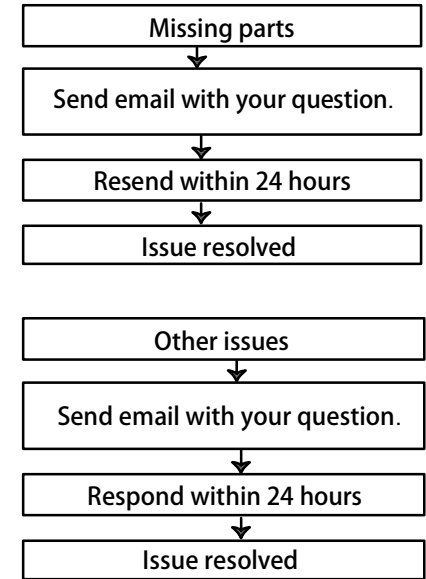 Missing parts
Send email with your question.
Resend within 24 hours
Issue resolved
Other issues
Send email with your question.
Respond within 24 hours
Issue resolved